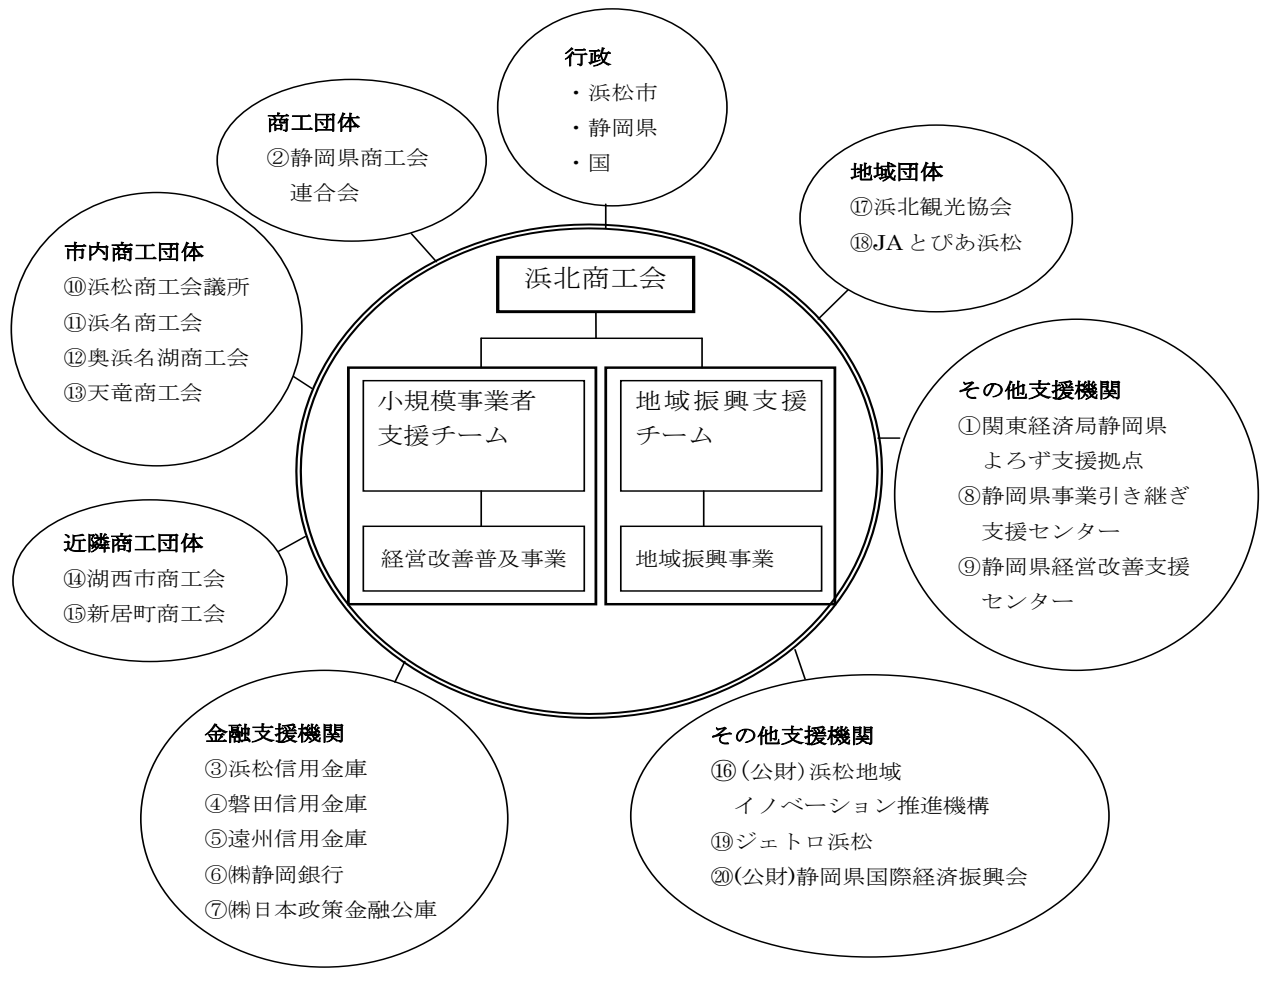 行政
・浜松市
・静岡県
・国
商工団体
②静岡県商工会
連合会
地域団体
⑰浜北観光協会
⑱JAとぴあ浜松
市内商工団体
⑩浜松商工会議所
⑪浜名商工会
⑫奥浜名湖商工会
⑬天竜商工会
浜北商工会
小規模事業者
支援チーム
経営改善普及事業
地域振興支援
チーム
地域振興事業
その他支援機関
①関東経済局静岡県
よろず支援拠点
⑧静岡県事業引き継ぎ
支援センター
⑨静岡県経営改善支援
センター
近隣商工団体
⑭湖西市商工会
⑮新居町商工会
金融支援機関
③浜松信用金庫
④磐田信用金庫
⑤遠州信用金庫
⑥㈱静岡銀行
⑦㈱日本政策金融公庫
その他支援機関
⑯(公財)浜松地域
イノベーション推進機構
⑲ジェトロ浜松
⑳(公財)静岡県国際経済振興会